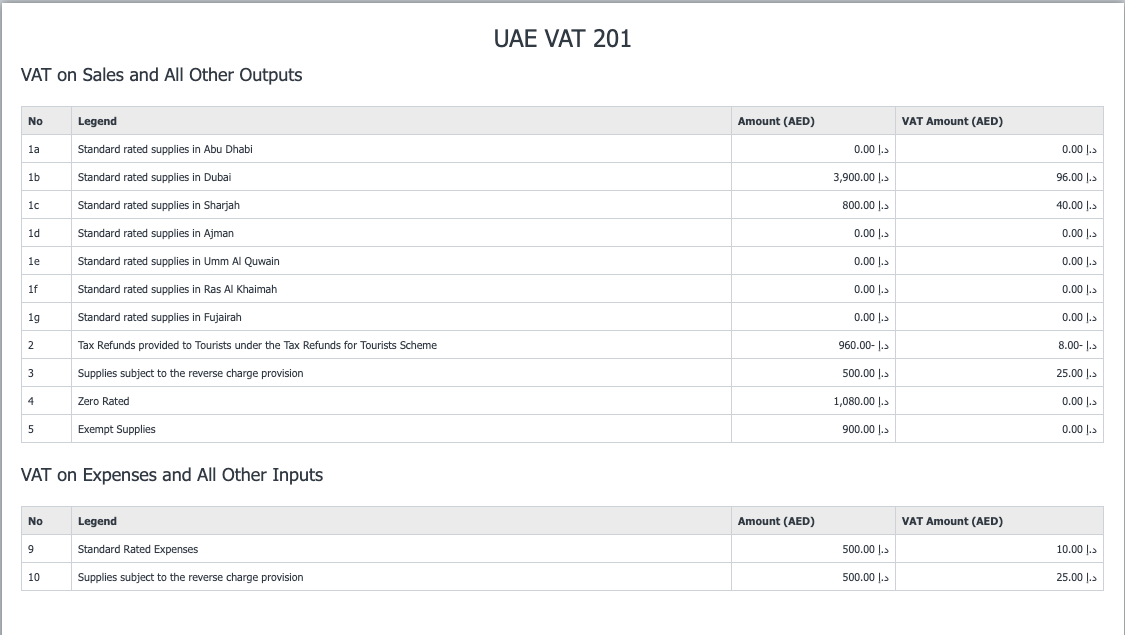 UAE VAT 201
VAT on Sales and All Other Outputs
No Legend Amount (AED) VAT Amount (AED)
1a Standard rated supplies in Abu Dhabi 0.00 د.إ 0.00 د.إ
1b Standard rated supplies in Dubai 3,900.00 د.إ 96.00 د.إ
1c Standard rated supplies in Sharjah 800.00 د.إ 40.00 د.إ
1d Standard rated supplies in Ajman 0.00 د.إ 0.00 د.إ
1e Standard rated supplies in Umm Al Quwain 0.00 د.إ 0.00 د.إ
1f Standard rated supplies in Ras Al Khaimah 0.00 د.إ 0.00 د.إ
1g Standard rated supplies in Fujairah 0.00 د.إ 0.00 د.إ
2 Tax Refunds provided to Tourists under the Tax Refunds for Tourists Scheme 960.00- د.إ 8.00- د.إ
3 Supplies subject to the reverse charge provision 500.00 د.إ 25.00 د.إ
4 Zero Rated 1,080.00 د.إ 0.00 د.إ
5 Exempt Supplies 900.00 د.إ 0.00 د.إ
VAT on Expenses and All Other Inputs
No Legend Amount (AED) VAT Amount (AED)
9 Standard Rated Expenses 500.00 د.إ 10.00 د.إ
10 Supplies subject to the reverse charge provision 500.00 د.إ 25.00 د.إ